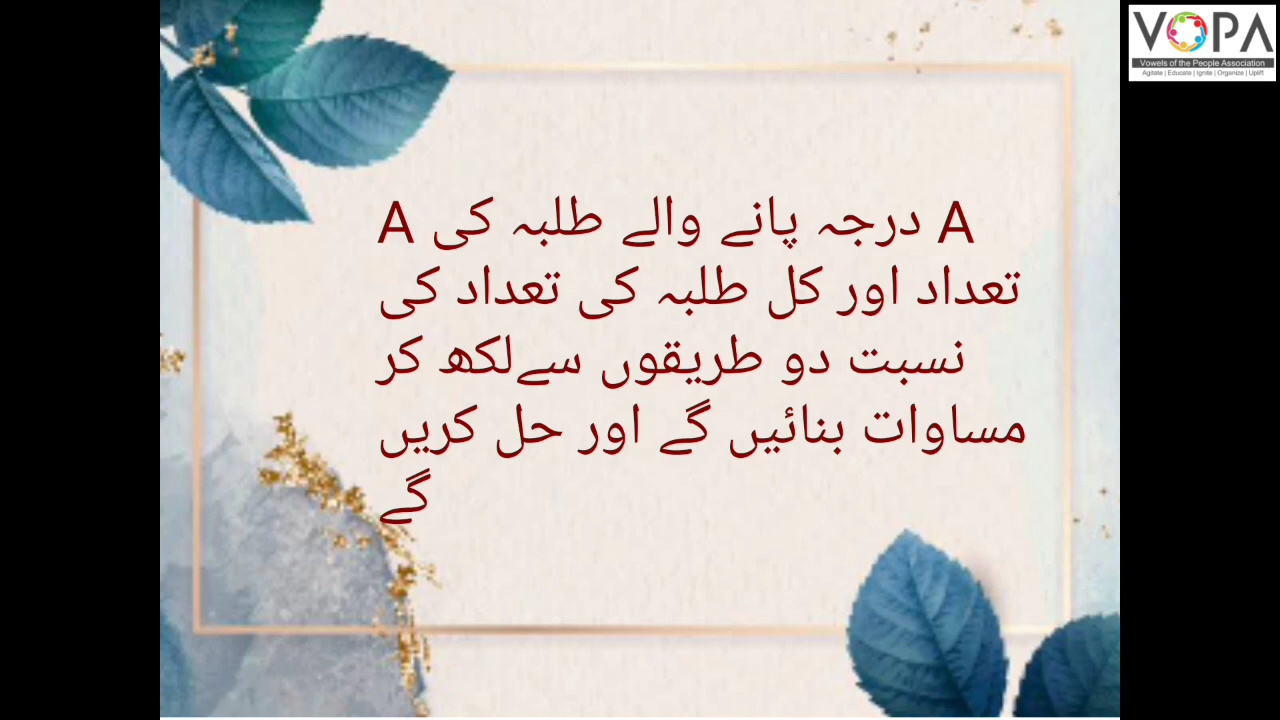 A درجہ پانے والے طلبہ کی A
تعداد اور کل طلبہ کی تعداد کی
نسبت دو طریقوں سےلکھ کر
مساوات بنائیں گے اور حل کریں
گے
VOPA
Vowels of the People Association
Agitate | Educate | Ignite | Organize | Uplift